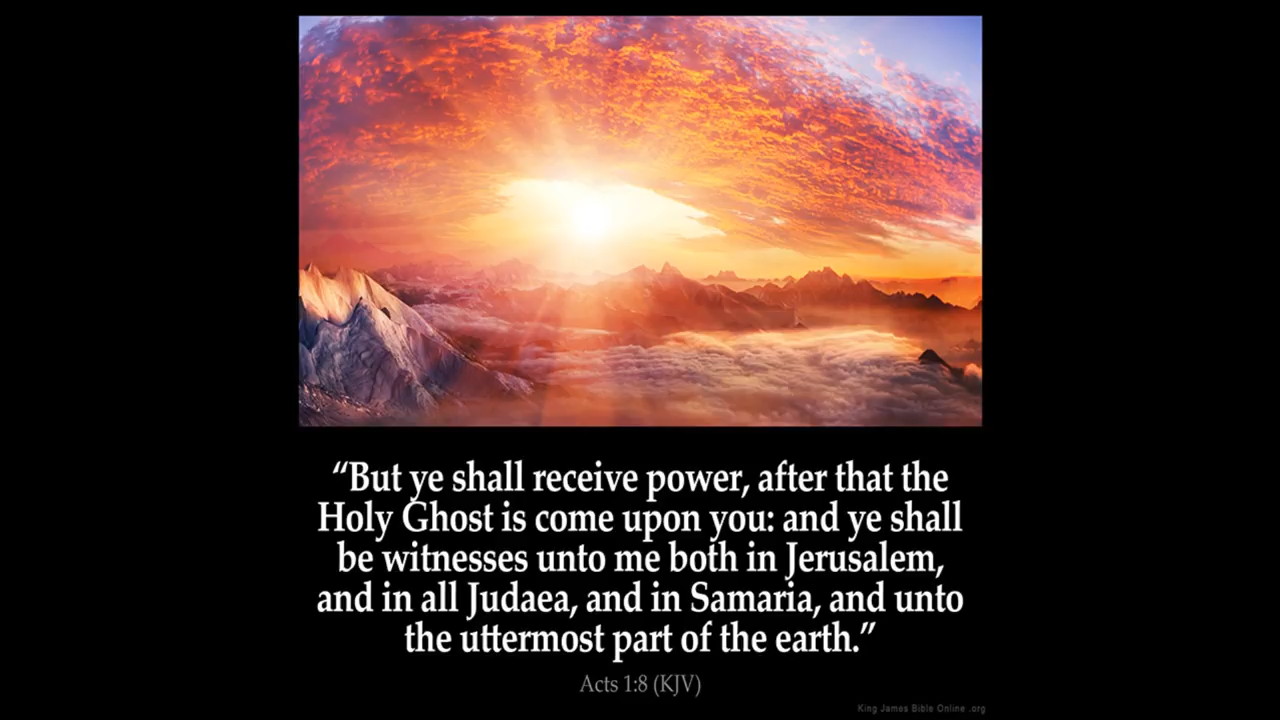 “But ye shall receive power, after that the
Holy Ghost is come upon you: and ye shall
be witnesses unto me both in Jerusalem,
and in all Judaea, and in Samaria, and unto
the uttermost part of the earth.”
Acts 1:8 (KJV)
King James Bible Online .org